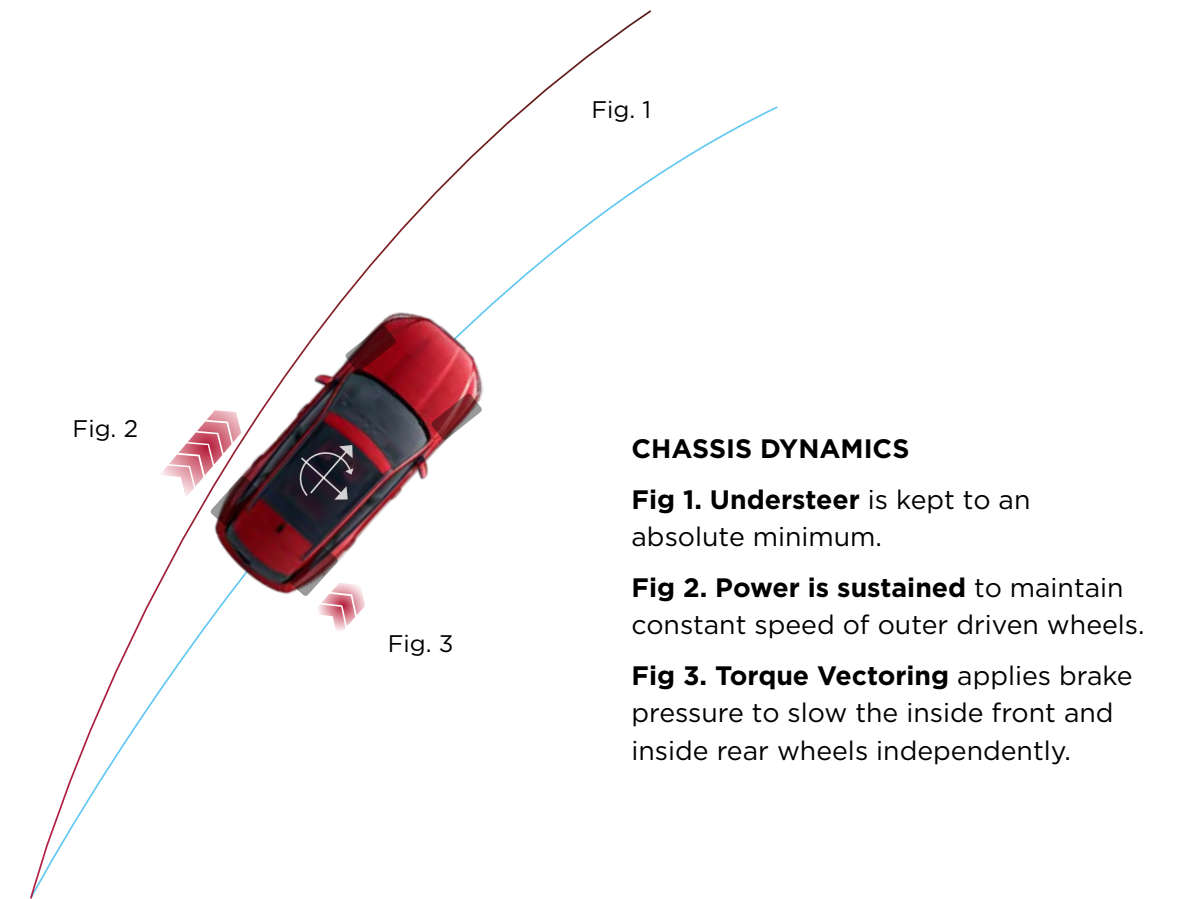 Fig. 1
Fig. 2
Fig. 3
CHASSIS DYNAMICS
Fig 1. Understeer is kept to an
absolute minimum.
Fig 2. Power is sustained to maintain
constant speed of outer driven wheels.
Fig 3. Torque Vectoring applies brake
pressure to slow the inside front and
inside rear wheels independently.